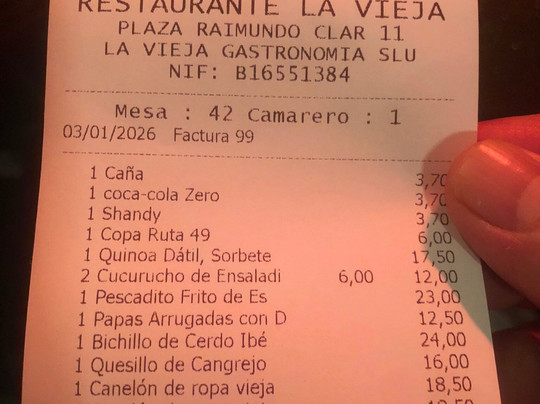 RESTAURANTE LA VIEJA
PLAZA RAIMUNDO CLAR 11
LA VIEJA GASTRONOMIA SLU
NIF: B16551384
Mesa : 42 Camarero : 1
03/01/2026 Factura 99
1 Caña 3,70
1 coca-cola Zero 3,70
1 Shandy 3,70
1 Copa Ruta 49 6,00
1 Quinoa Dátil, Sorbete 17,50
2 Cucurucho de Ensaladi 6,00 12,00
1 Pescadito Frito de Es 23,00
1 Papas Arrugadas con D 12,50
1 Bichillo de Cerdo Ibé 24,00
1 Quesillo de Cangrejo 16,00
1 Canelón de ropa vieja 18,50